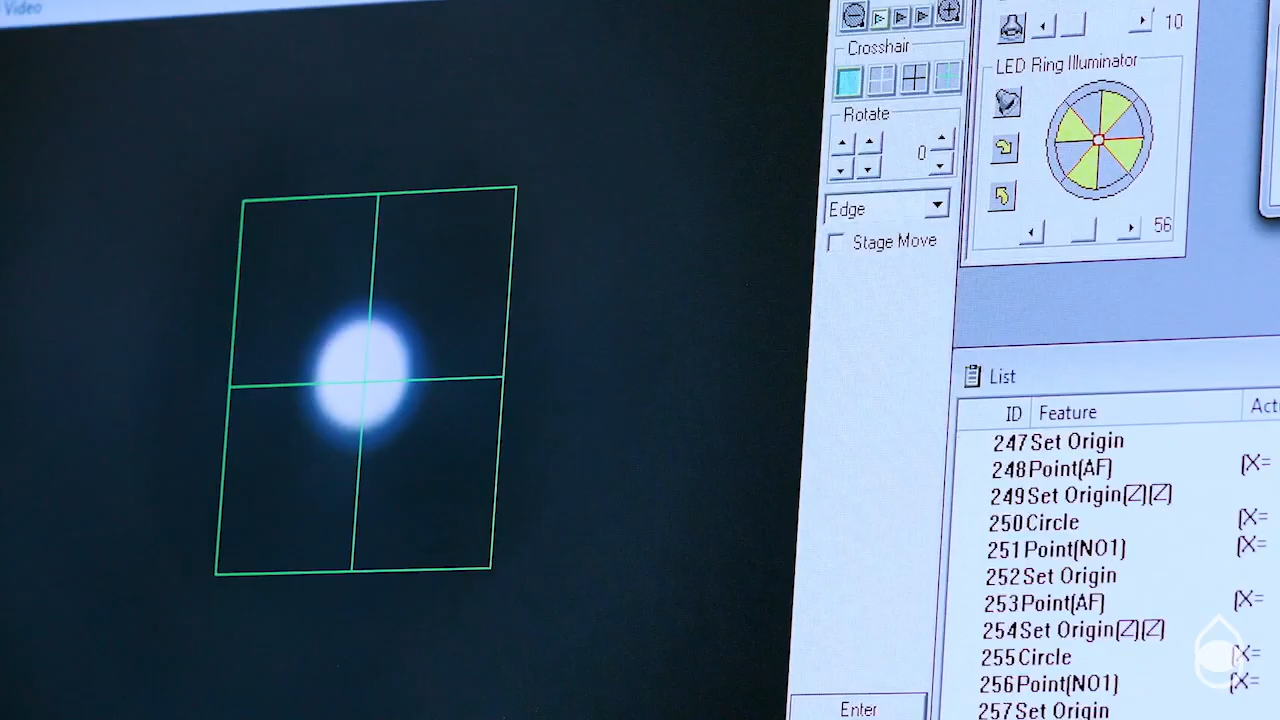 Video
Crosshair
Rotate
0
Edge
Stage Move
Enter
10
LED Ring Illuminator
56
List
ID Feature
247 Set Origin
248 Point(AF) (X=
249 Set Origin[Z][Z]
250 Circle (X=
251 Point(NO1) (X=
252 Set Origin
253 Point(AF) (X=
254 Set Origin[Z][Z]
255 Circle (X=
256 Point(NO1) (X=
257 Set Origin